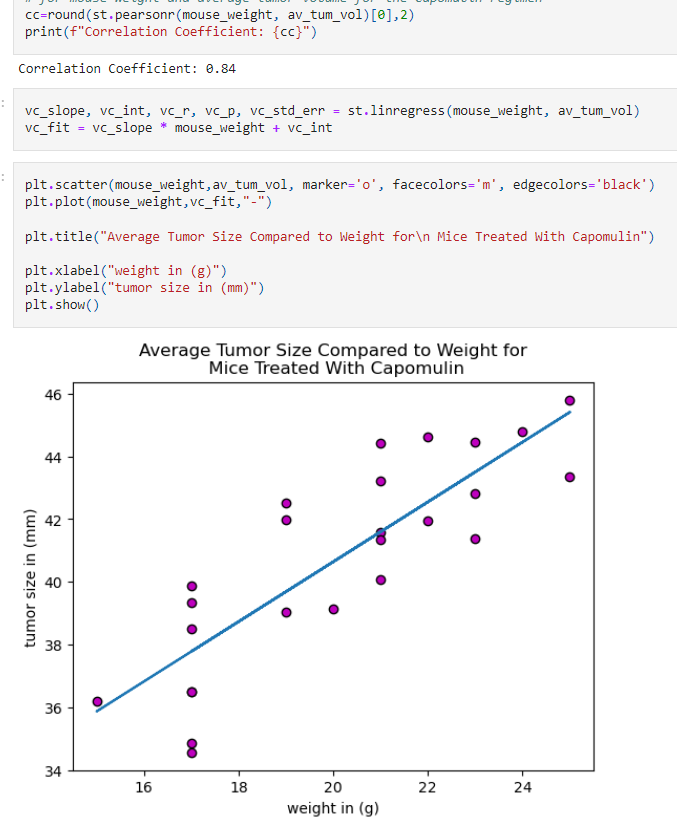 # for mouse weight and average tumor volume for the Capomulin regimen
cc=round(st.pearsonr(mouse_weight, av_tum_vol)[0],2)
print(f"Correlation Coefficient: {cc}")
Correlation Coefficient: 0.84
:
vc_slope, vc_int, vc_r, vc_p, vc_std_err = st.linregress(mouse_weight, av_tum_vol)
vc_fit = vc_slope * mouse_weight + vc_int
:
plt.scatter(mouse_weight,av_tum_vol, marker='o', facecolors='m', edgecolors='black')
plt.plot(mouse_weight,vc_fit,"-")
plt.title("Average Tumor Size Compared to Weight for\n Mice Treated With Capomulin")
plt.xlabel("weight in (g)")
plt.ylabel("tumor size in (mm)")
plt.show()
Average Tumor Size Compared to Weight for
Mice Treated With Capomulin
46
44
42
40
38
36
34
tumor size in (mm)
16 18 20 22 24
weight in (g)